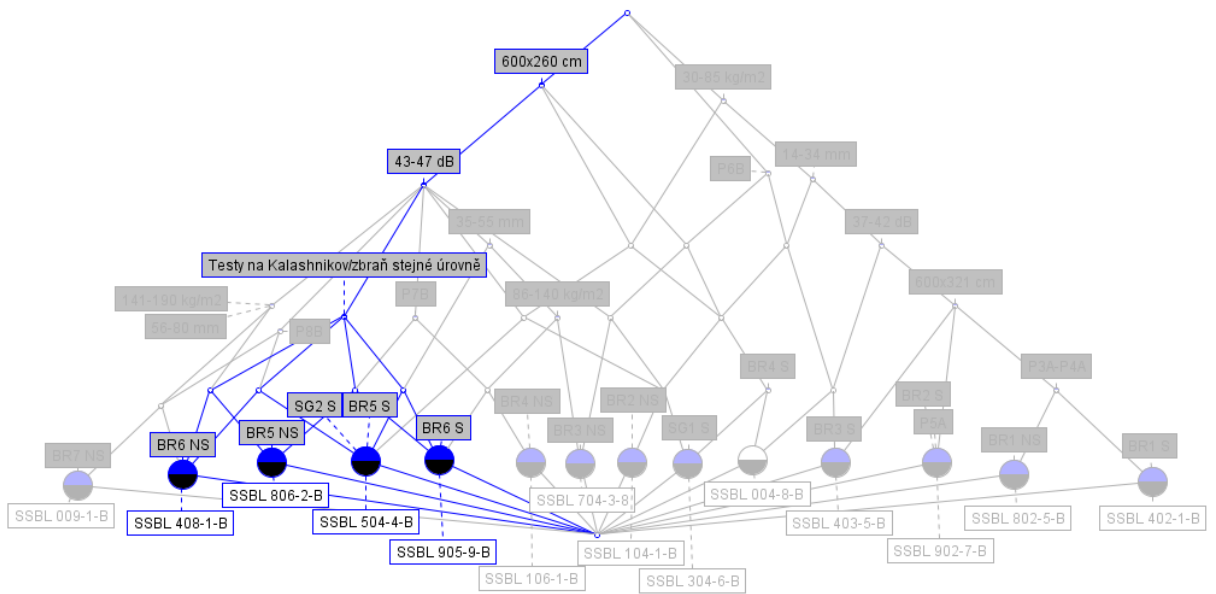 600x260 cm
30-85 kg/m2
43-47 dB
14-34 mm
P6B
35-55 mm
37-42 dB
Testy na Kalashnikov/zbraň stejné úrovně
600x321 cm
141-190 kg/m2
P7B
86-140 kg/m2
56-80 mm
P8B
BR4 S
P3A-P4A
SG2 S
BR5 S
BR4 NS
BR2 NS
BR2 S
BR6 NS
BR5 NS
BR6 S
BR3 NS
SG1 S
BR3 S
P5A
BR1 NS
BR1 S
BR7 NS
SSBL 009-1-B
SSBL 408-1-B
SSBL 806-2-B
SSBL 504-4-B
SSBL 905-9-B
SSBL 106-1-B
SSBL 704-3-8
SSBL 104-1-B
SSBL 304-6-B
SSBL 004-8-B
SSBL 403-5-B
SSBL 902-7-B
SSBL 802-5-B
SSBL 402-1-B